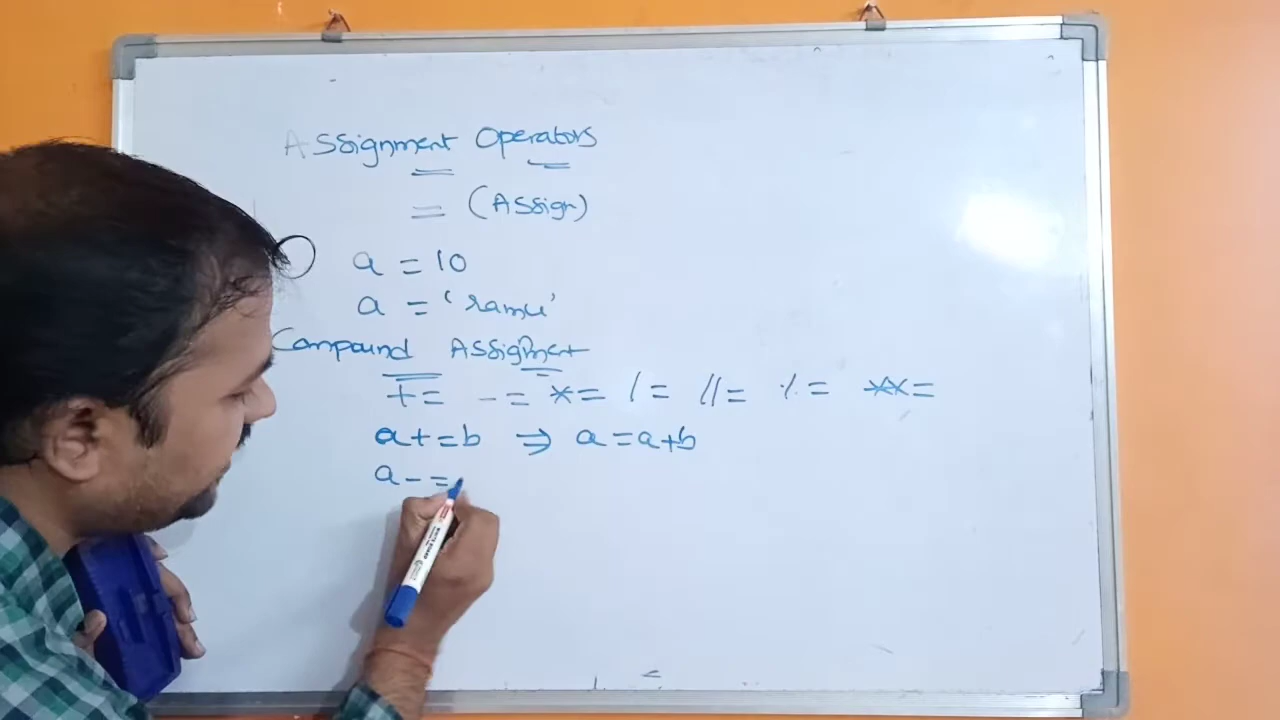 Assignment Operators
= (Assign)
a = 10
a = 'ramu'
Compound Assignment
+= -= *= /= //= %= **=
a+=b ⇒ a=a+b
a-=